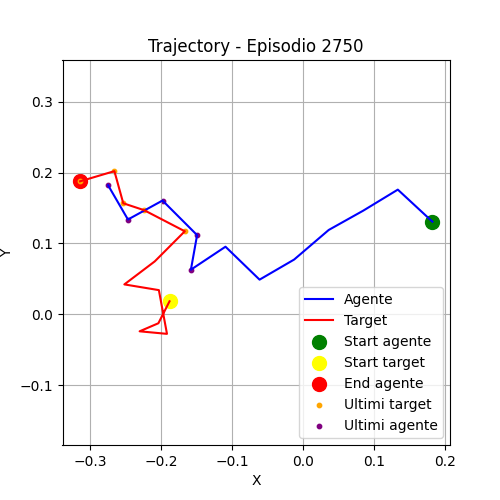 Trajectory - Episodio 2750
Y
0.3
0.2
0.1
0.0
−0.1
−0.3
−0.2
−0.1
0.0
0.1
0.2
X
Agente
Target
Start agente
Start target
End agente
Ultimi target
Ultimi agente